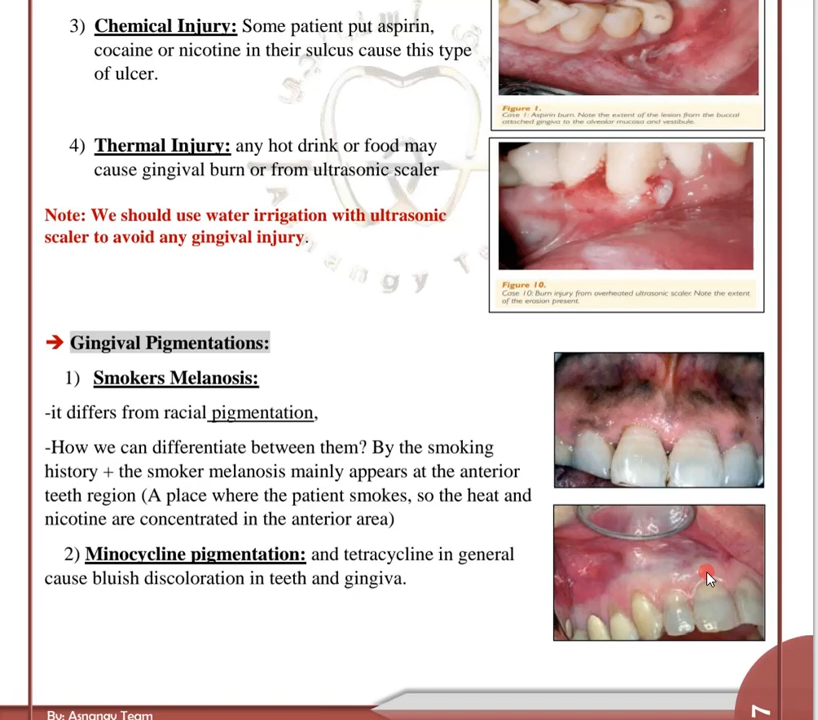 3) Chemical Injury: Some patient put aspirin,
cocaine or nicotine in their sulcus cause this type
of ulcer.
Figure 1.
Case 1: Aspirin burn. Note the extent of the lesion from the buccal
attached gingiva to the alveolar mucosa and vestibule.
4) Thermal Injury: any hot drink or food may
cause gingival burn or from ultrasonic scaler
Note: We should use water irrigation with ultrasonic
scaler to avoid any gingival injury.
Figure 10.
Case 10: Burn injury from overheated ultrasonic scaler. Note the extent
of the erosion present.
➔ Gingival Pigmentations:
1) Smokers Melanosis:
-it differs from racial pigmentation,
-How we can differentiate between them? By the smoking
history + the smoker melanosis mainly appears at the anterior
teeth region (A place where the patient smokes, so the heat and
nicotine are concentrated in the anterior area)
2) Minocycline pigmentation: and tetracycline in general
cause bluish discoloration in teeth and gingiva.
By: Asnangy Team
7